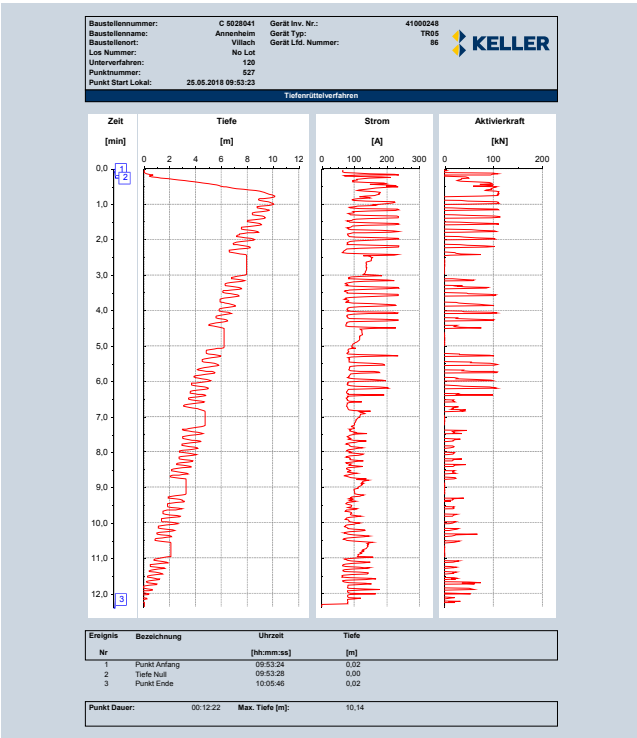 Baustellennummer: C 5028041 Gerät Inv. Nr.: 41000248
Baustellenname: Annenheim Gerät Typ: TR05
Baustellenort: Villach Gerät Lfd. Nummer: 86
Los Nummer: No Lot
Unterverfahren: 120
Punktnummer: 527
Punkt Start Lokal: 25.05.2018 09:53:23
KELLER
Tiefenrüttelverfahren
Zeit Tiefe Strom Aktivierkraft
[min] [m] [A] [kN]
0 2 4 6 8 10 12 0 100 200 300 0 100 200
0,0
1
2
1,0
2,0
3,0
4,0
5,0
6,0
7,0
8,0
9,0
10,0
11,0
12,0
3
Ereignis Bezeichnung Uhrzeit Tiefe
Nr [hh:mm:ss] [m]
1 Punkt Anfang 09:53:24 0,02
2 Tiefe Null 09:53:28 0,00
3 Punkt Ende 10:05:46 0,02
Punkt Dauer: 00:12:22 Max. Tiefe [m]: 10,14